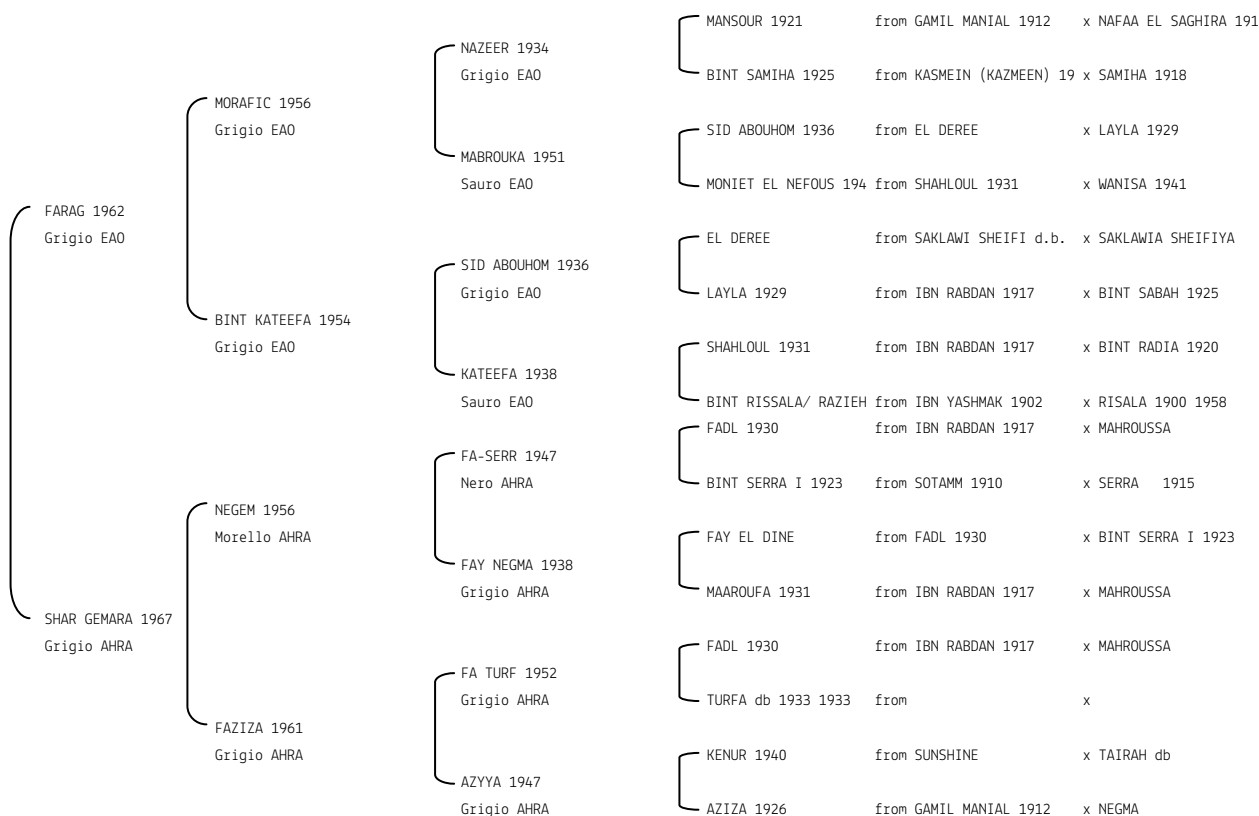 MANSOUR 1921 from GAMIL MANIAL 1912 x NAFAA EL SAGHIRA 191
NAZEER 1934
Grigio EAO
BINT SAMIHA 1925 from KASMEIN (KAZMEEN) 19 x SAMIHA 1918
MORAFIC 1956
Grigio EAO
SID ABOUHOM 1936 from EL DEREE x LAYLA 1929
MABROUKA 1951
Sauro EAO
MONIET EL NEFOUS 194 from SHAHLOUL 1931 x WANISA 1941
FARAG 1962
Grigio EAO
EL DEREE from SAKLAWI SHEIFI d.b. x SAKLAWIA SHEIFIYA
SID ABOUHOM 1936
Grigio EAO
LAYLA 1929 from IBN RABDAN 1917 x BINT SABAH 1925
BINT KATEEFA 1954
Grigio EAO
SHAHLOUL 1931 from IBN RABDAN 1917 x BINT RADIA 1920
KATEEFA 1938
Sauro EAO
BINT RISSALA/ RAZIEH from IBN YASHMAK 1902 x RISALA 1900 1958
FADL 1930 from IBN RABDAN 1917 x MAHROUSSA
FA-SERR 1947
Nero AHRA
BINT SERRA I 1923 from SOTAMM 1910 x SERRA 1915
NEGEM 1956
Morello AHRA
FAY EL DINE from FADL 1930 x BINT SERRA I 1923
FAY NEGMA 1938
Grigio AHRA
MAAROUFA 1931 from IBN RABDAN 1917 x MAHROUSSA
SHAR GEMARA 1967
Grigio AHRA
FADL 1930 from IBN RABDAN 1917 x MAHROUSSA
FA TURF 1952
Grigio AHRA
TURFA db 1933 1933 from x
FAZIZA 1961
Grigio AHRA
KENUR 1940 from SUNSHINE x TAIRAH db
AZYYA 1947
Grigio AHRA
AZIZA 1926 from GAMIL MANIAL 1912 x NEGMA